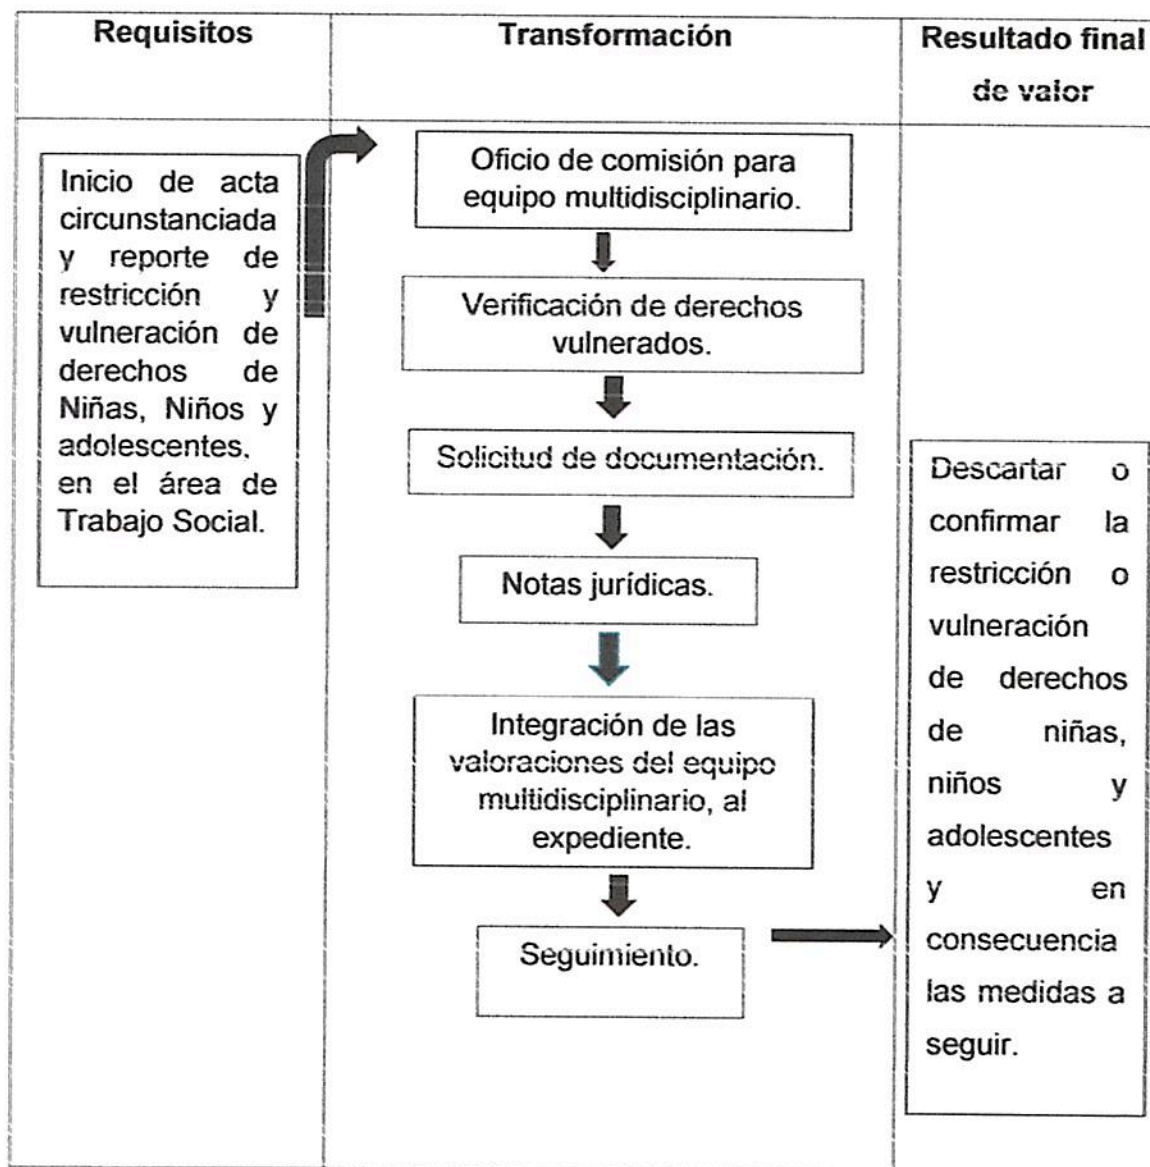 Requisitos
Transformación
Resultado final
de valor
Inicio de acta
circunstanciada
y reporte de
restricción y
vulneración de
derechos de
Niñas, Niños y
adolescentes,
en el área de
Trabajo Social.
Oficio de comisión para
equipo multidisciplinario.
Verificación de derechos
vulnerados.
Solicitud de documentación.
Notas jurídicas.
Integración de las
valoraciones del equipo
multidisciplinario, al
expediente.
Seguimiento.
Descartar o
confirmar la
restricción o
vulneración
de derechos
de niñas,
niños y
adolescentes
y en
consecuencia
las medidas a
seguir.